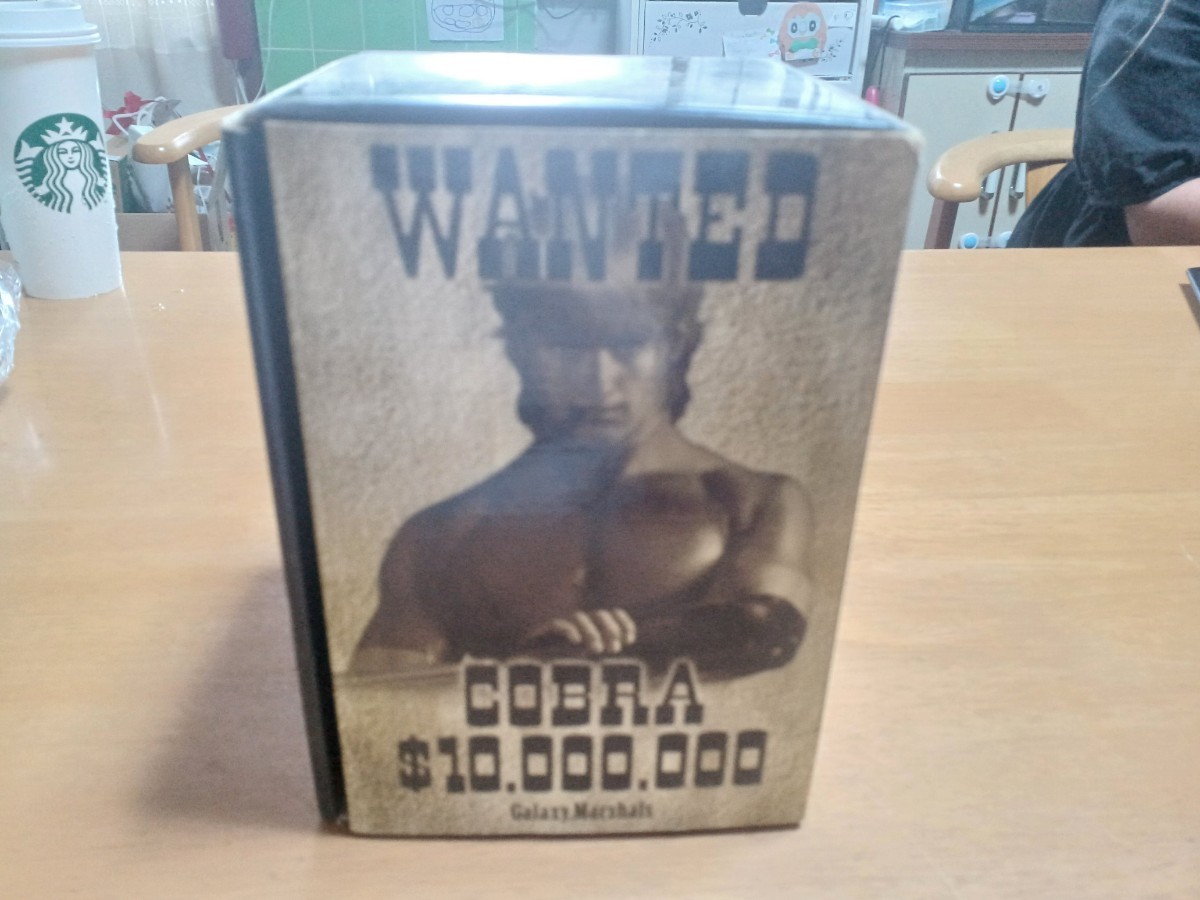 WANTED
COBRA
$10.000.000
Galaxy Marshals